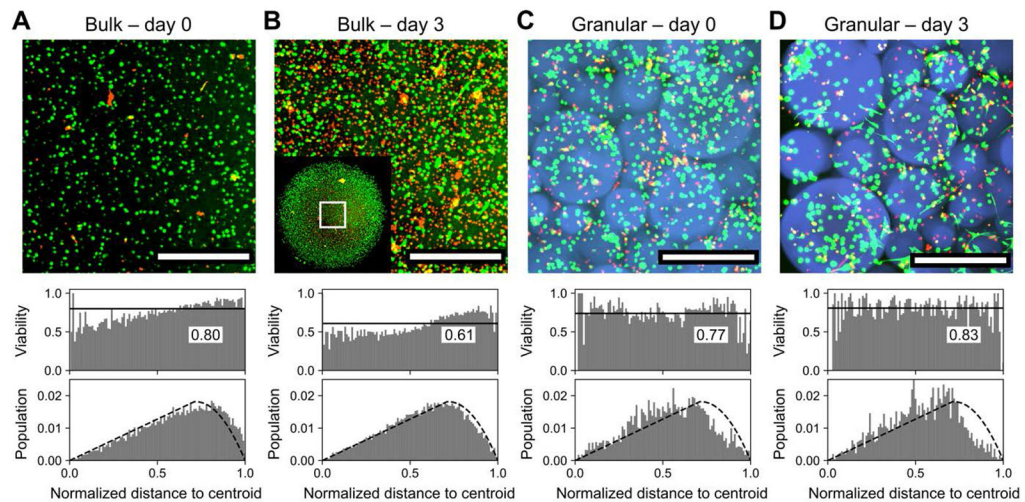 A Bulk – day 0
B Bulk – day 3
C Granular – day 0
D Granular – day 3
Viability
1.0
0.5
0.0
0.80
Viability
1.0
0.5
0.0
0.61
Viability
1.0
0.5
0.0
0.77
Viability
1.0
0.5
0.0
0.83
Population
0.02
0.01
0.00
0.0 0.5 1.0
Normalized distance to centroid
Population
0.02
0.01
0.00
0.0 0.5 1.0
Normalized distance to centroid
Population
0.02
0.01
0.00
0.0 0.5 1.0
Normalized distance to centroid
Population
0.02
0.01
0.00
0.0 0.5 1.0
Normalized distance to centroid